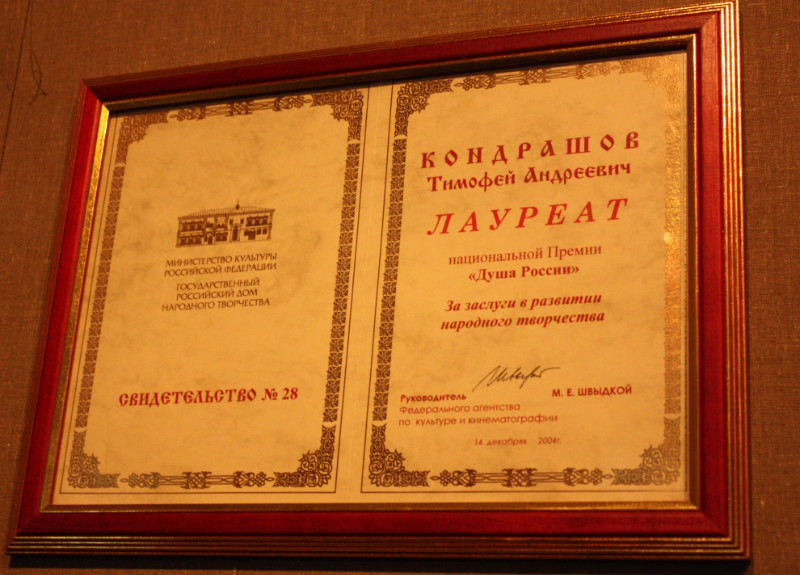 МИНИСТЕРСТВО КУЛЬТУРЫ
РОССИЙСКОЙ ФЕДЕРАЦИИ
ГОСУДАРСТВЕННЫЙ
РОССИЙСКИЙ ДОМ
НАРОДНОГО ТВОРЧЕСТВА
СВИДЕТЕЛЬСТВО № 28
КОНДРАШОВ
Тимофей Андреевич
ЛАУРЕАТ
национальной Премии
«Душа России»
За заслуги в развитии
народного творчества
Руководитель М. Е. ШВЫДКОЙ
Федерального агентства
по культуре и кинематографии
14 декабря 2004г.